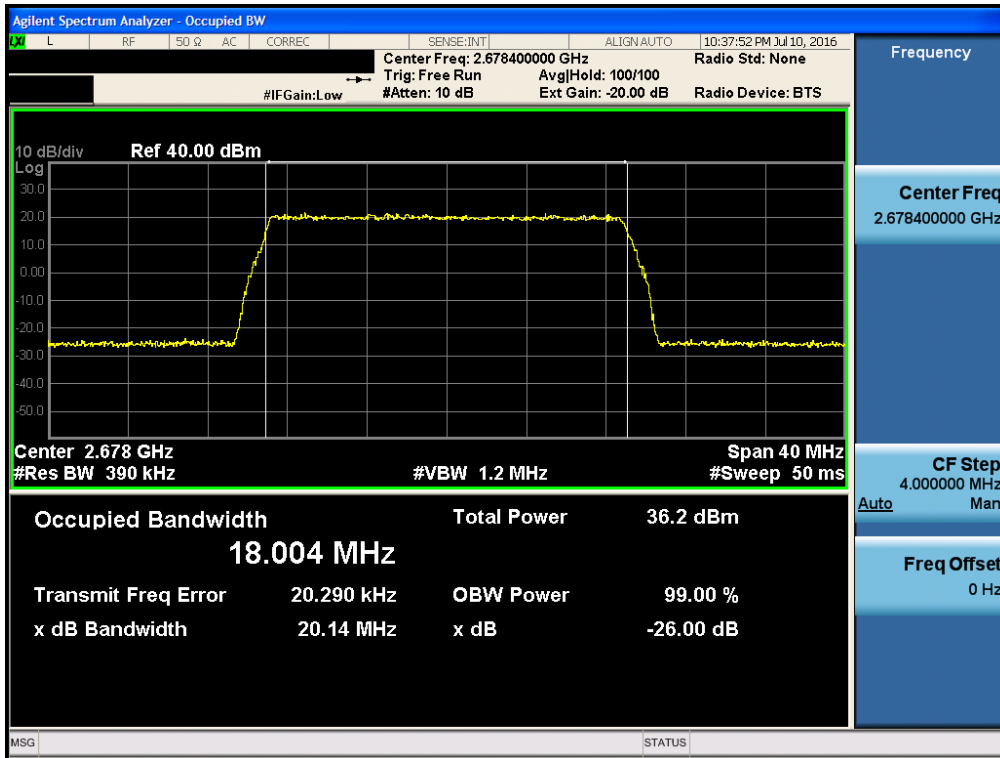 Agilent Spectrum Analyzer - Occupied BW
LXI L RF 50 Ω AC CORREC SENSE:INT ALIGN AUTO 10:37:52 PM Jul 10, 2016
Center Freq: 2.678400000 GHz Radio Std: None
Trig: Free Run Avg|Hold: 100/100
#IFGain:Low #Atten: 10 dB Ext Gain: -20.00 dB Radio Device: BTS
10 dB/div Ref 40.00 dBm
Log
30.0
20.0
10.0
0.00
-10.0
-20.0
-30.0
-40.0
-50.0
Center 2.678 GHz Span 40 MHz
#Res BW 390 kHz #VBW 1.2 MHz #Sweep 50 ms
Occupied Bandwidth Total Power 36.2 dBm
18.004 MHz
Transmit Freq Error 20.290 kHz OBW Power 99.00 %
x dB Bandwidth 20.14 MHz x dB -26.00 dB
MSG STATUS
Frequency
Center Freq
2.678400000 GHz
CF Step
4.000000 MHz
Auto Man
Freq Offset
0 Hz